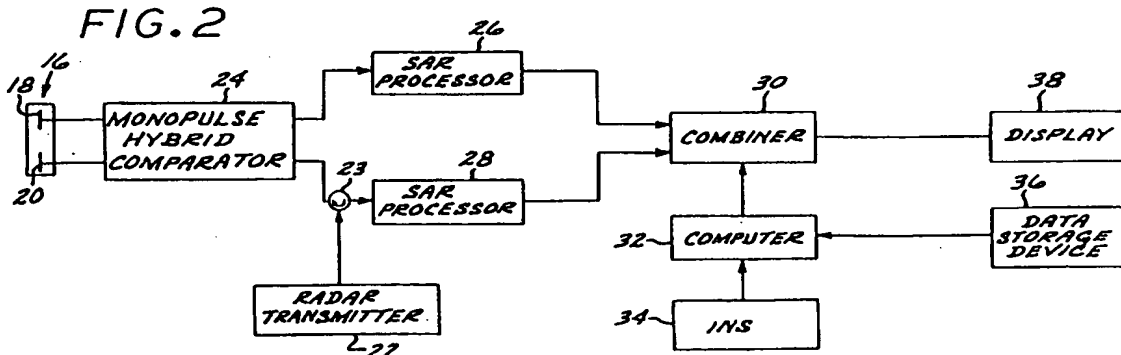 FIG.2
16
18
20
24
MONOPULSE
HYBRID
COMPARATOR
26
SAR
PROCESSOR
23
28
SAR
PROCESSOR
RADAR
TRANSMITTER
22
30
COMBINER
32
COMPUTER
34
INS
38
DISPLAY
36
DATA
STORAGE
DEVICE